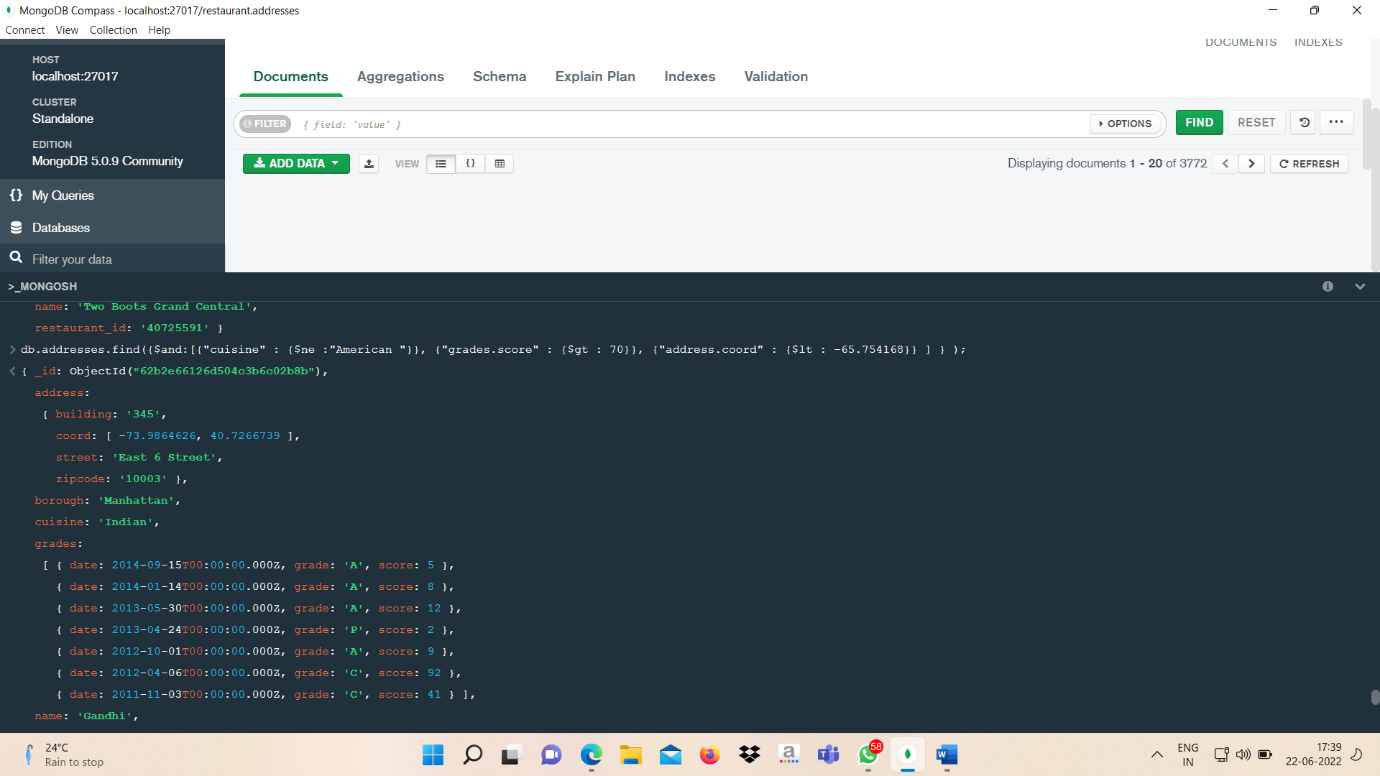 MongoDB Compass - localhost:27017/restaurant.addresses
Connect View Collection Help
HOST
localhost:27017
CLUSTER
Standalone
EDITION
MongoDB 5.0.9 Community
{} My Queries
Databases
Filter your data
DOCUMENTS INDEXES
Documents Aggregations Schema Explain Plan Indexes Validation
FILTER { field: 'value' } OPTIONS FIND RESET ...
ADD DATA VIEW {} Displaying documents 1 - 20 of 3772 < > REFRESH
>_MONGOSH
name: 'Two Boots Grand Central',
restaurant_id: '40725591' }
> db.addresses.find({$and:[{"cuisine" : {$ne :"American "}}, {"grades.score" : {$gt : 70}}, {"address.coord" : {$lt : -65.754168}} ] } );
< { _id: ObjectId("62b2e66126d504c3b6c02b8b"),
address:
{ building: '345',
coord: [ -73.9864626, 40.7266739 ],
street: 'East 6 Street',
zipcode: '10003' },
borough: 'Manhattan',
cuisine: 'Indian',
grades:
[ { date: 2014-09-15T00:00:00.000Z, grade: 'A', score: 5 },
{ date: 2014-01-14T00:00:00.000Z, grade: 'A', score: 8 },
{ date: 2013-05-30T00:00:00.000Z, grade: 'A', score: 12 },
{ date: 2013-04-24T00:00:00.000Z, grade: 'P', score: 2 },
{ date: 2012-10-01T00:00:00.000Z, grade: 'A', score: 9 },
{ date: 2012-04-06T00:00:00.000Z, grade: 'C', score: 92 },
{ date: 2011-11-03T00:00:00.000Z, grade: 'C', score: 41 } ],
name: 'Gandhi',
24°C
Rain to stop
a
T
58
W
ENG
IN
17:39
22-06-2022